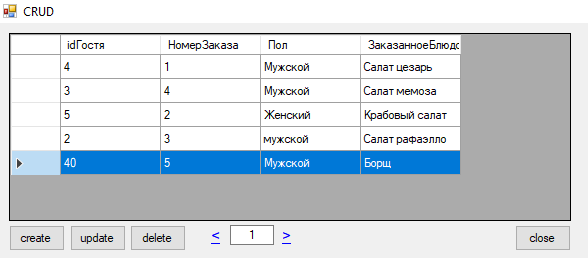 CRUD
idГостя НомерЗаказа Пол ЗаказанноеБлюдо
4 1 Мужской Салат цезарь
3 4 Мужской Салат мемоза
5 2 Женский Крабовый салат
2 3 мужской Салат рафаэлло
40 5 Мужской Борщ
create update delete < 1 > close